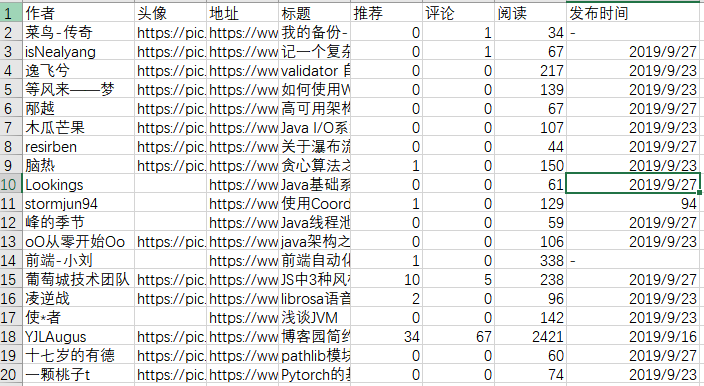 1 作者 头像 地址 标题 推荐 评论 阅读 发布时间
2 菜鸟-传奇 https://pic. https://ww 我的备份- 0 1 34 -
3 isNealyang https://pic. https://ww 记一个复杂 0 1 67 2019/9/27
4 逸飞兮 https://pic. https://ww validator 自 0 0 217 2019/9/23
5 等风来——梦 https://pic. https://ww 如何使用W 0 0 139 2019/9/23
6 邴越 https://pic. https://ww 高可用架构 0 0 67 2019/9/27
7 木瓜芒果 https://pic. https://ww Java I/O系 0 0 107 2019/9/23
8 resirben https://pic. https://ww 关于瀑布流 0 0 44 2019/9/27
9 脑热 https://pic. https://ww 贪心算法之 1 0 150 2019/9/23
10 Lookings https://ww Java基础系 0 0 61 2019/9/27
11 stormjun94 https://ww 使用Coord 1 0 129 94
12 峰的季节 https://ww Java线程池 0 0 59 2019/9/27
13 oO从零开始Oo https://pic. https://ww java架构之 0 0 106 2019/9/23
14 前端-小刘 https://ww 前端自动化 1 0 338 -
15 葡萄城技术团队 https://pic. https://ww JS中3种风 10 5 238 2019/9/27
16 凌逆战 https://pic. https://ww librosa语音 2 0 96 2019/9/23
17 使*者 https://ww 浅谈JVM 0 0 142 2019/9/23
18 YJLAugus https://pic. https://ww 博客园简约 34 67 2421 2019/9/16
19 十七岁的有德 https://pic. https://ww pathlib模块 0 0 60 2019/9/27
20 一颗桃子t https://pic. https://ww Pytorch的基 0 0 74 2019/9/23